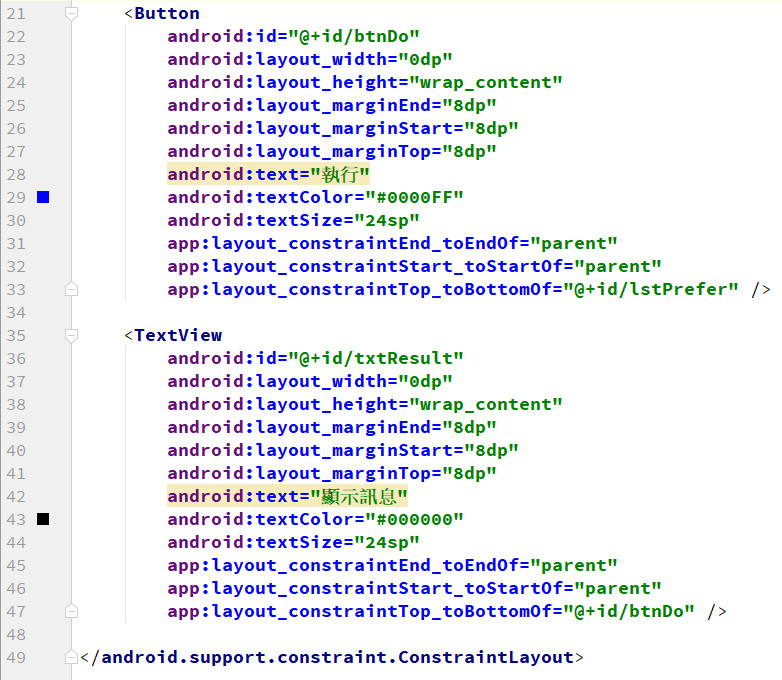 21 <Button
22 android:id="@+id/btnDo"
23 android:layout_width="0dp"
24 android:layout_height="wrap_content"
25 android:layout_marginEnd="8dp"
26 android:layout_marginStart="8dp"
27 android:layout_marginTop="8dp"
28 android:text="執行"
29 android:textColor="#0000FF"
30 android:textSize="24sp"
31 app:layout_constraintEnd_toEndOf="parent"
32 app:layout_constraintStart_toStartOf="parent"
33 app:layout_constraintTop_toBottomOf="@+id/lstPrefer" />
34
35 <TextView
36 android:id="@+id/txtResult"
37 android:layout_width="0dp"
38 android:layout_height="wrap_content"
39 android:layout_marginEnd="8dp"
40 android:layout_marginStart="8dp"
41 android:layout_marginTop="8dp"
42 android:text="顯示訊息"
43 android:textColor="#000000"
44 android:textSize="24sp"
45 app:layout_constraintEnd_toEndOf="parent"
46 app:layout_constraintStart_toStartOf="parent"
47 app:layout_constraintTop_toBottomOf="@+id/btnDo" />
48
49 </android.support.constraint.ConstraintLayout>